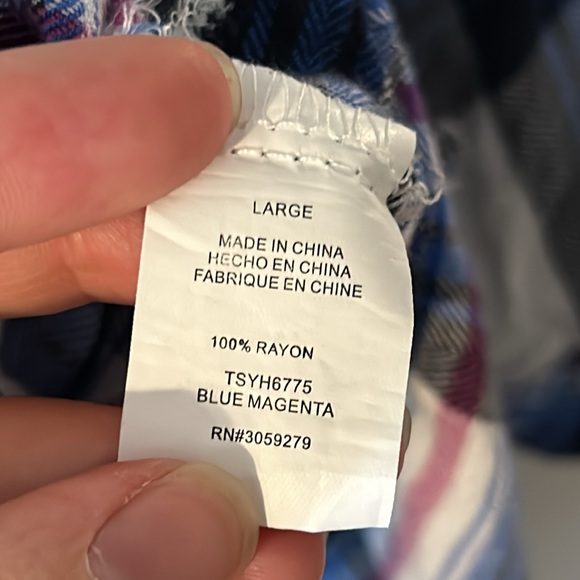 LARGE
MADE IN CHINA
HECHO EN CHINA
FABRIQUE EN CHINE
100% RAYON
TSYH6775
BLUE MAGENTA
RN#3059279